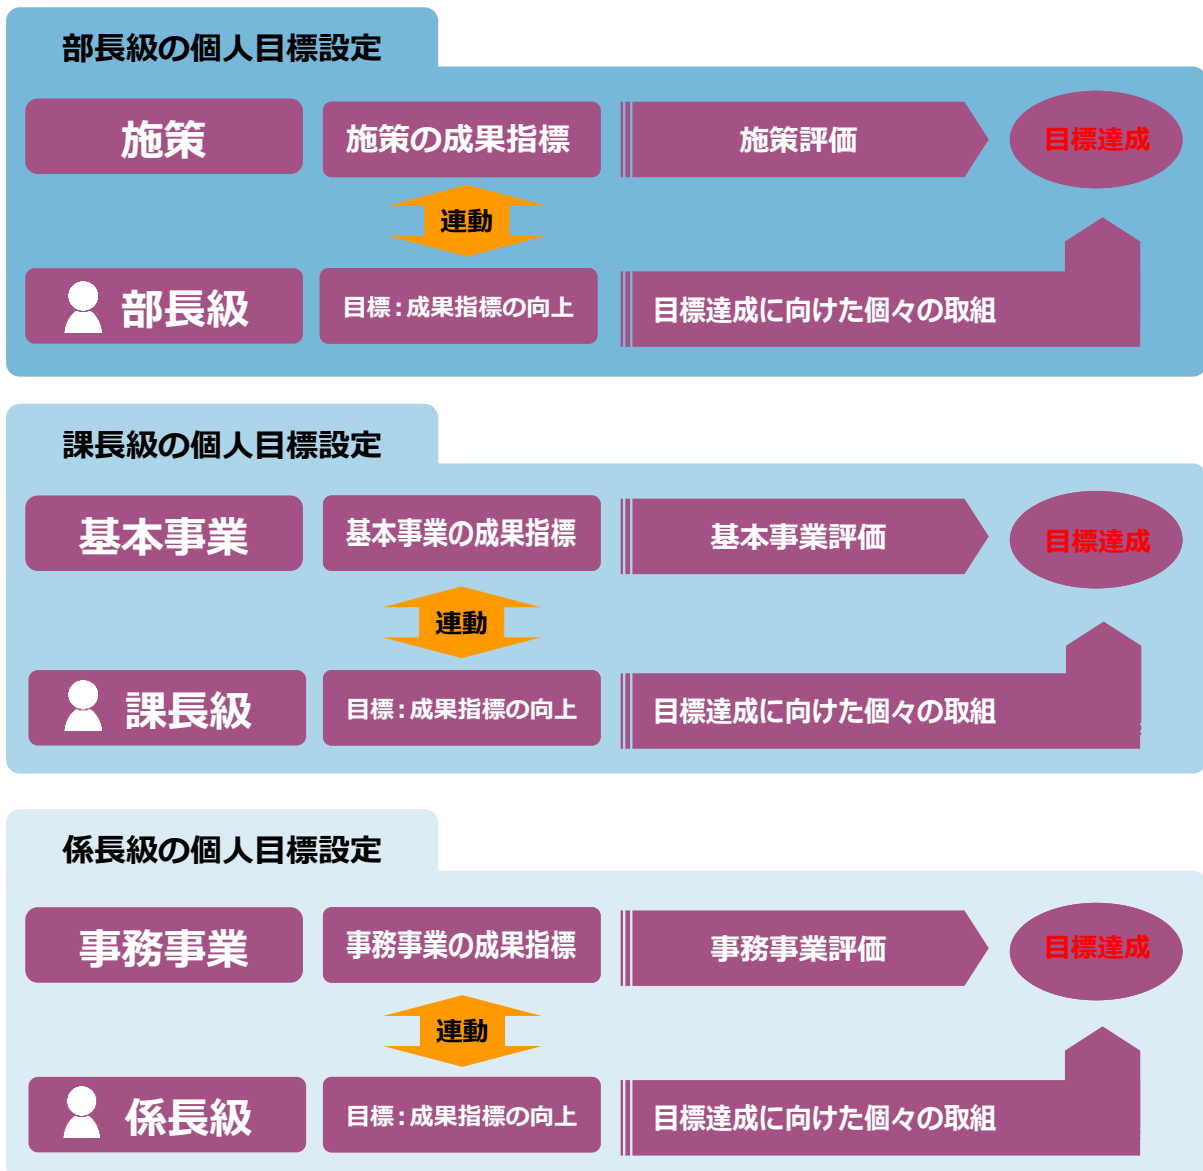 部長級の個人目標設定
施策
施策の成果指標
施策評価
目標達成
連動
部長級
目標：成果指標の向上
目標達成に向けた個々の取組
課長級の個人目標設定
基本事業
基本事業の成果指標
基本事業評価
目標達成
連動
課長級
目標：成果指標の向上
目標達成に向けた個々の取組
係長級の個人目標設定
事務事業
事務事業の成果指標
事務事業評価
目標達成
連動
係長級
目標：成果指標の向上
目標達成に向けた個々の取組